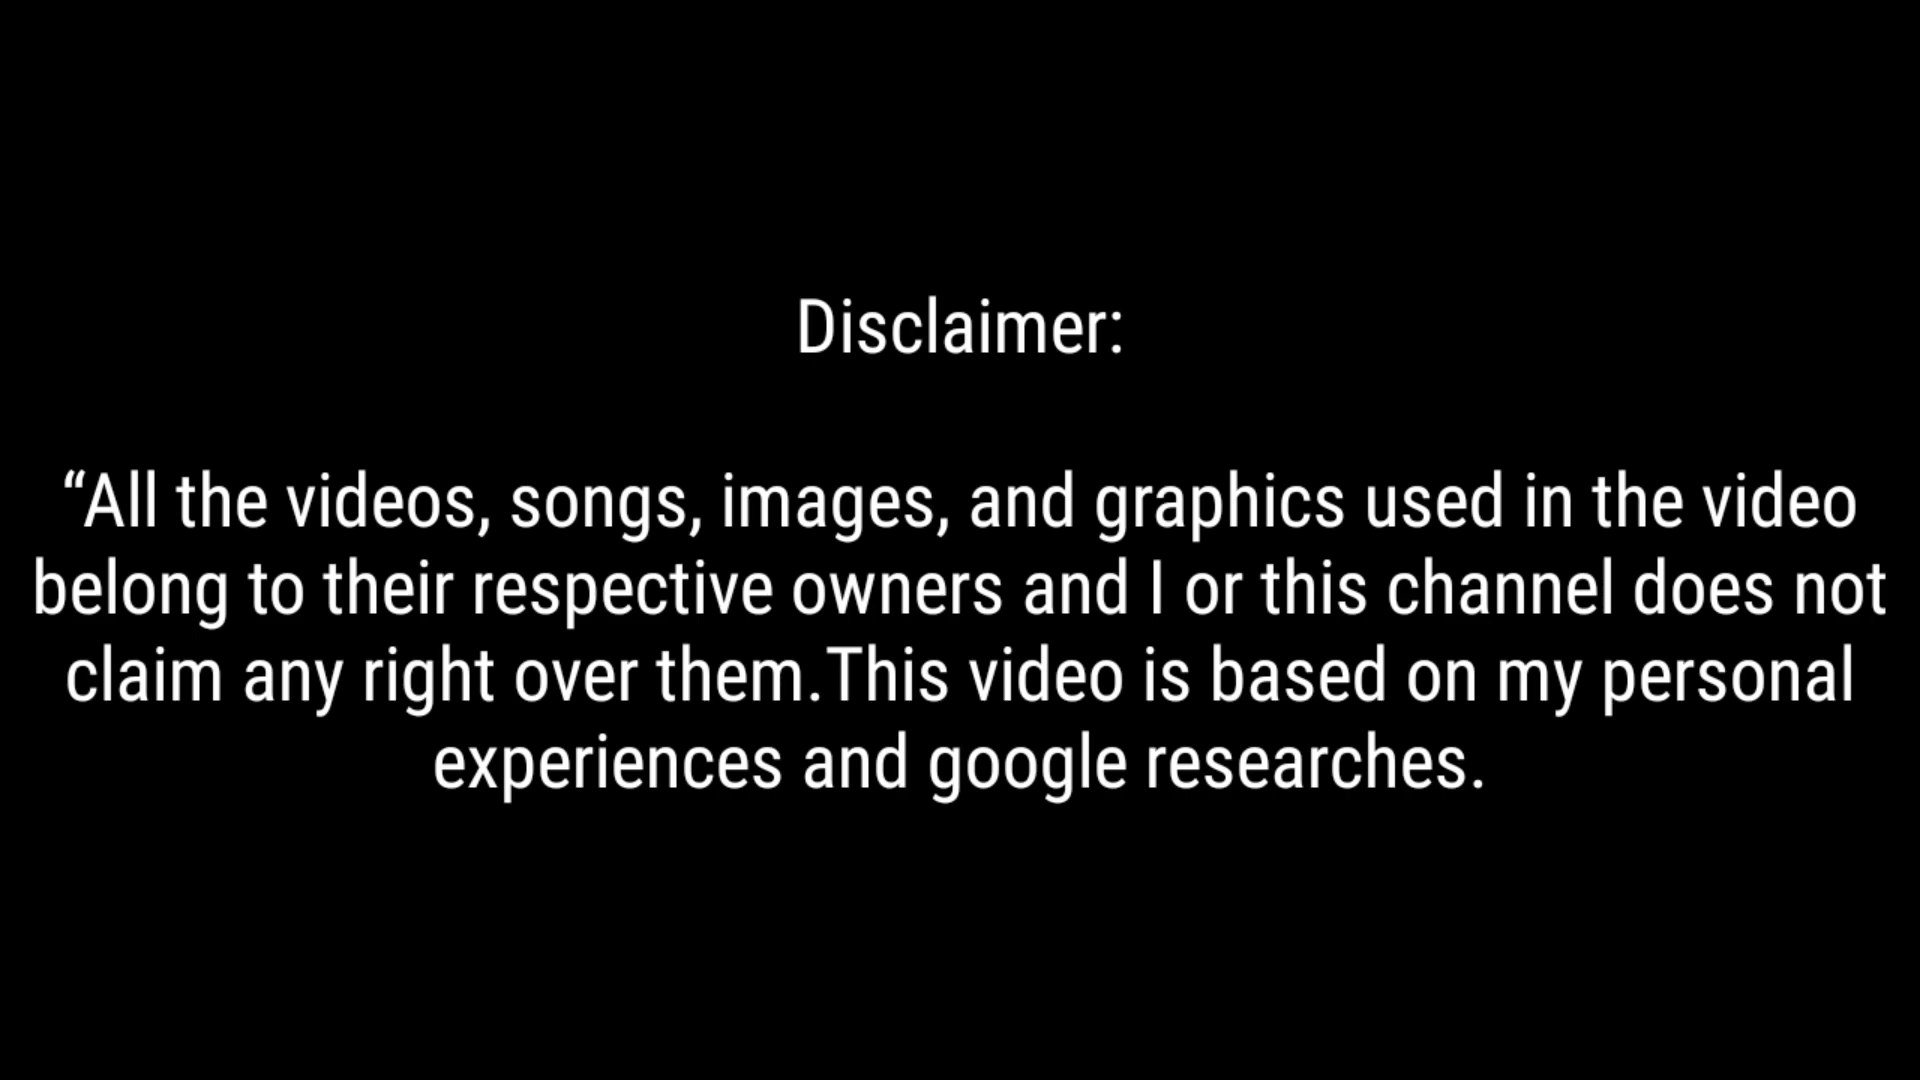 Disclaimer:
“All the videos, songs, images, and graphics used in the video
belong to their respective owners and I or this channel does not
claim any right over them.This video is based on my personal
experiences and google researches.